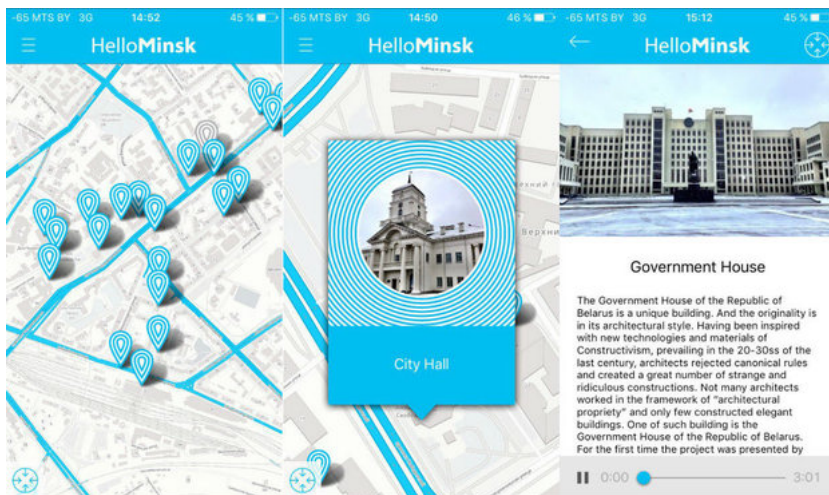 -65 MTS BY 3G 14:52 45 %
HelloMinsk
-65 MTS BY 3G 14:50 46 %
HelloMinsk
City Hall
-65 MTS BY 3G 15:12 45 %
HelloMinsk
Government House
The Government House of the Republic of
Belarus is a unique building. And the originality is
in its architectural style. Having been inspired
with new technologies and materials of
Constructivism, prevailing in the 20-30ss of the
last century, architects rejected canonical rules
and created a great number of strange and
ridiculous constructions. Not many architects
worked in the framework of "architectural
propriety" and only few constructed elegant
buildings. One of such building is the
Government House of the Republic of Belarus.
For the first time the project was presented by
0:00
3:01